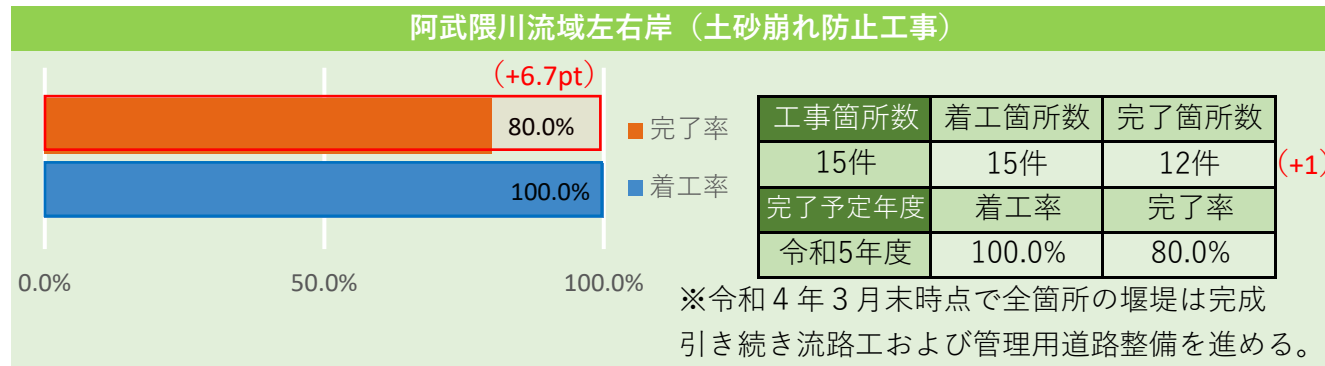 阿武隈川流域左右岸（土砂崩れ防止工事）
（+6.7pt）
80.0%
100.0%
完了率
着工率
0.0%
50.0%
100.0%
工事箇所数 着工箇所数 完了箇所数
15件 15件 12件 （+1）
完了予定年度 着工率 完了率
令和5年度 100.0% 80.0%
※令和４年３月末時点で全箇所の堰堤は完成
引き続き流路工および管理用道路整備を進める。